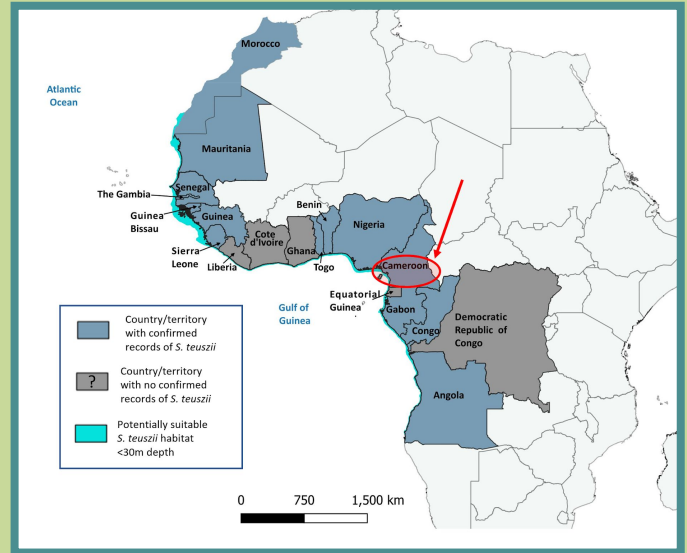 Morocco
Atlantic
Ocean
Mauritania
Senegal
The Gambia
Guinea
Bissau
Guinea
Sierra
Leone
Liberia
Cote
d'Ivoire
Ghana
Togo
Benin
Nigeria
Cameroon
Equatorial
Guinea
Gulf of
Guinea
Gabon
Congo
Democratic
Republic of
Congo
Angola
Country/territory
with confirmed
records of S. teuszii
?
Country/territory
with no confirmed
records of S. teuszii
Potentially suitable
S. teuszii habitat
<30m depth
0 750 1,500 km